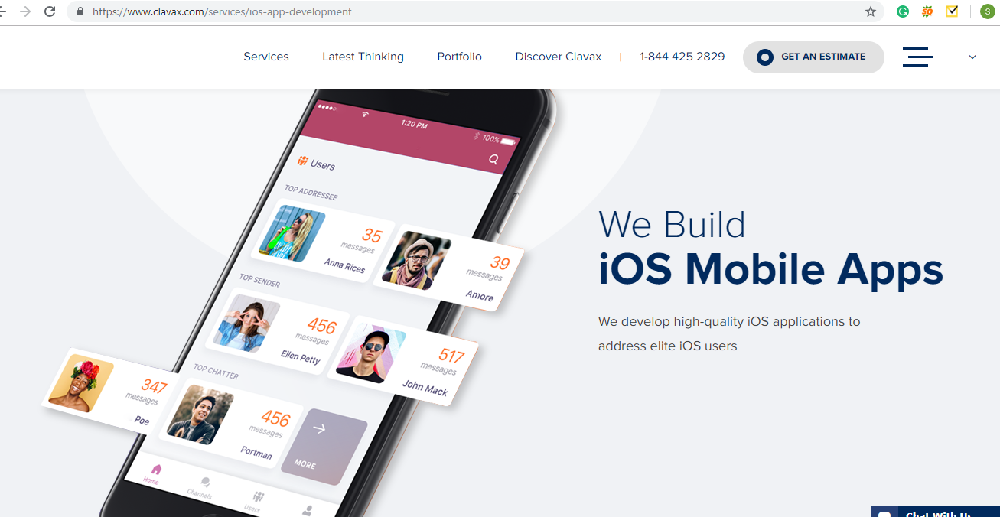 https://www.clavax.com/services/ios-app-development
S
Services
Latest Thinking
Portfolio
Discover Clavax
|
1-844 425 2829
GET AN ESTIMATE
1:20 PM
100%
Users
TOP ADDRESSEE
35
messages
Anna Rices
39
messages
Amore
TOP SENDER
456
messages
Ellen Petty
517
messages
John Mack
TOP CHATTER
347
messages
Poe
456
messages
Portman
MORE
Home
Channels
Users
We Build
iOS Mobile Apps
We develop high-quality iOS applications to
address elite iOS users
Chat With Us